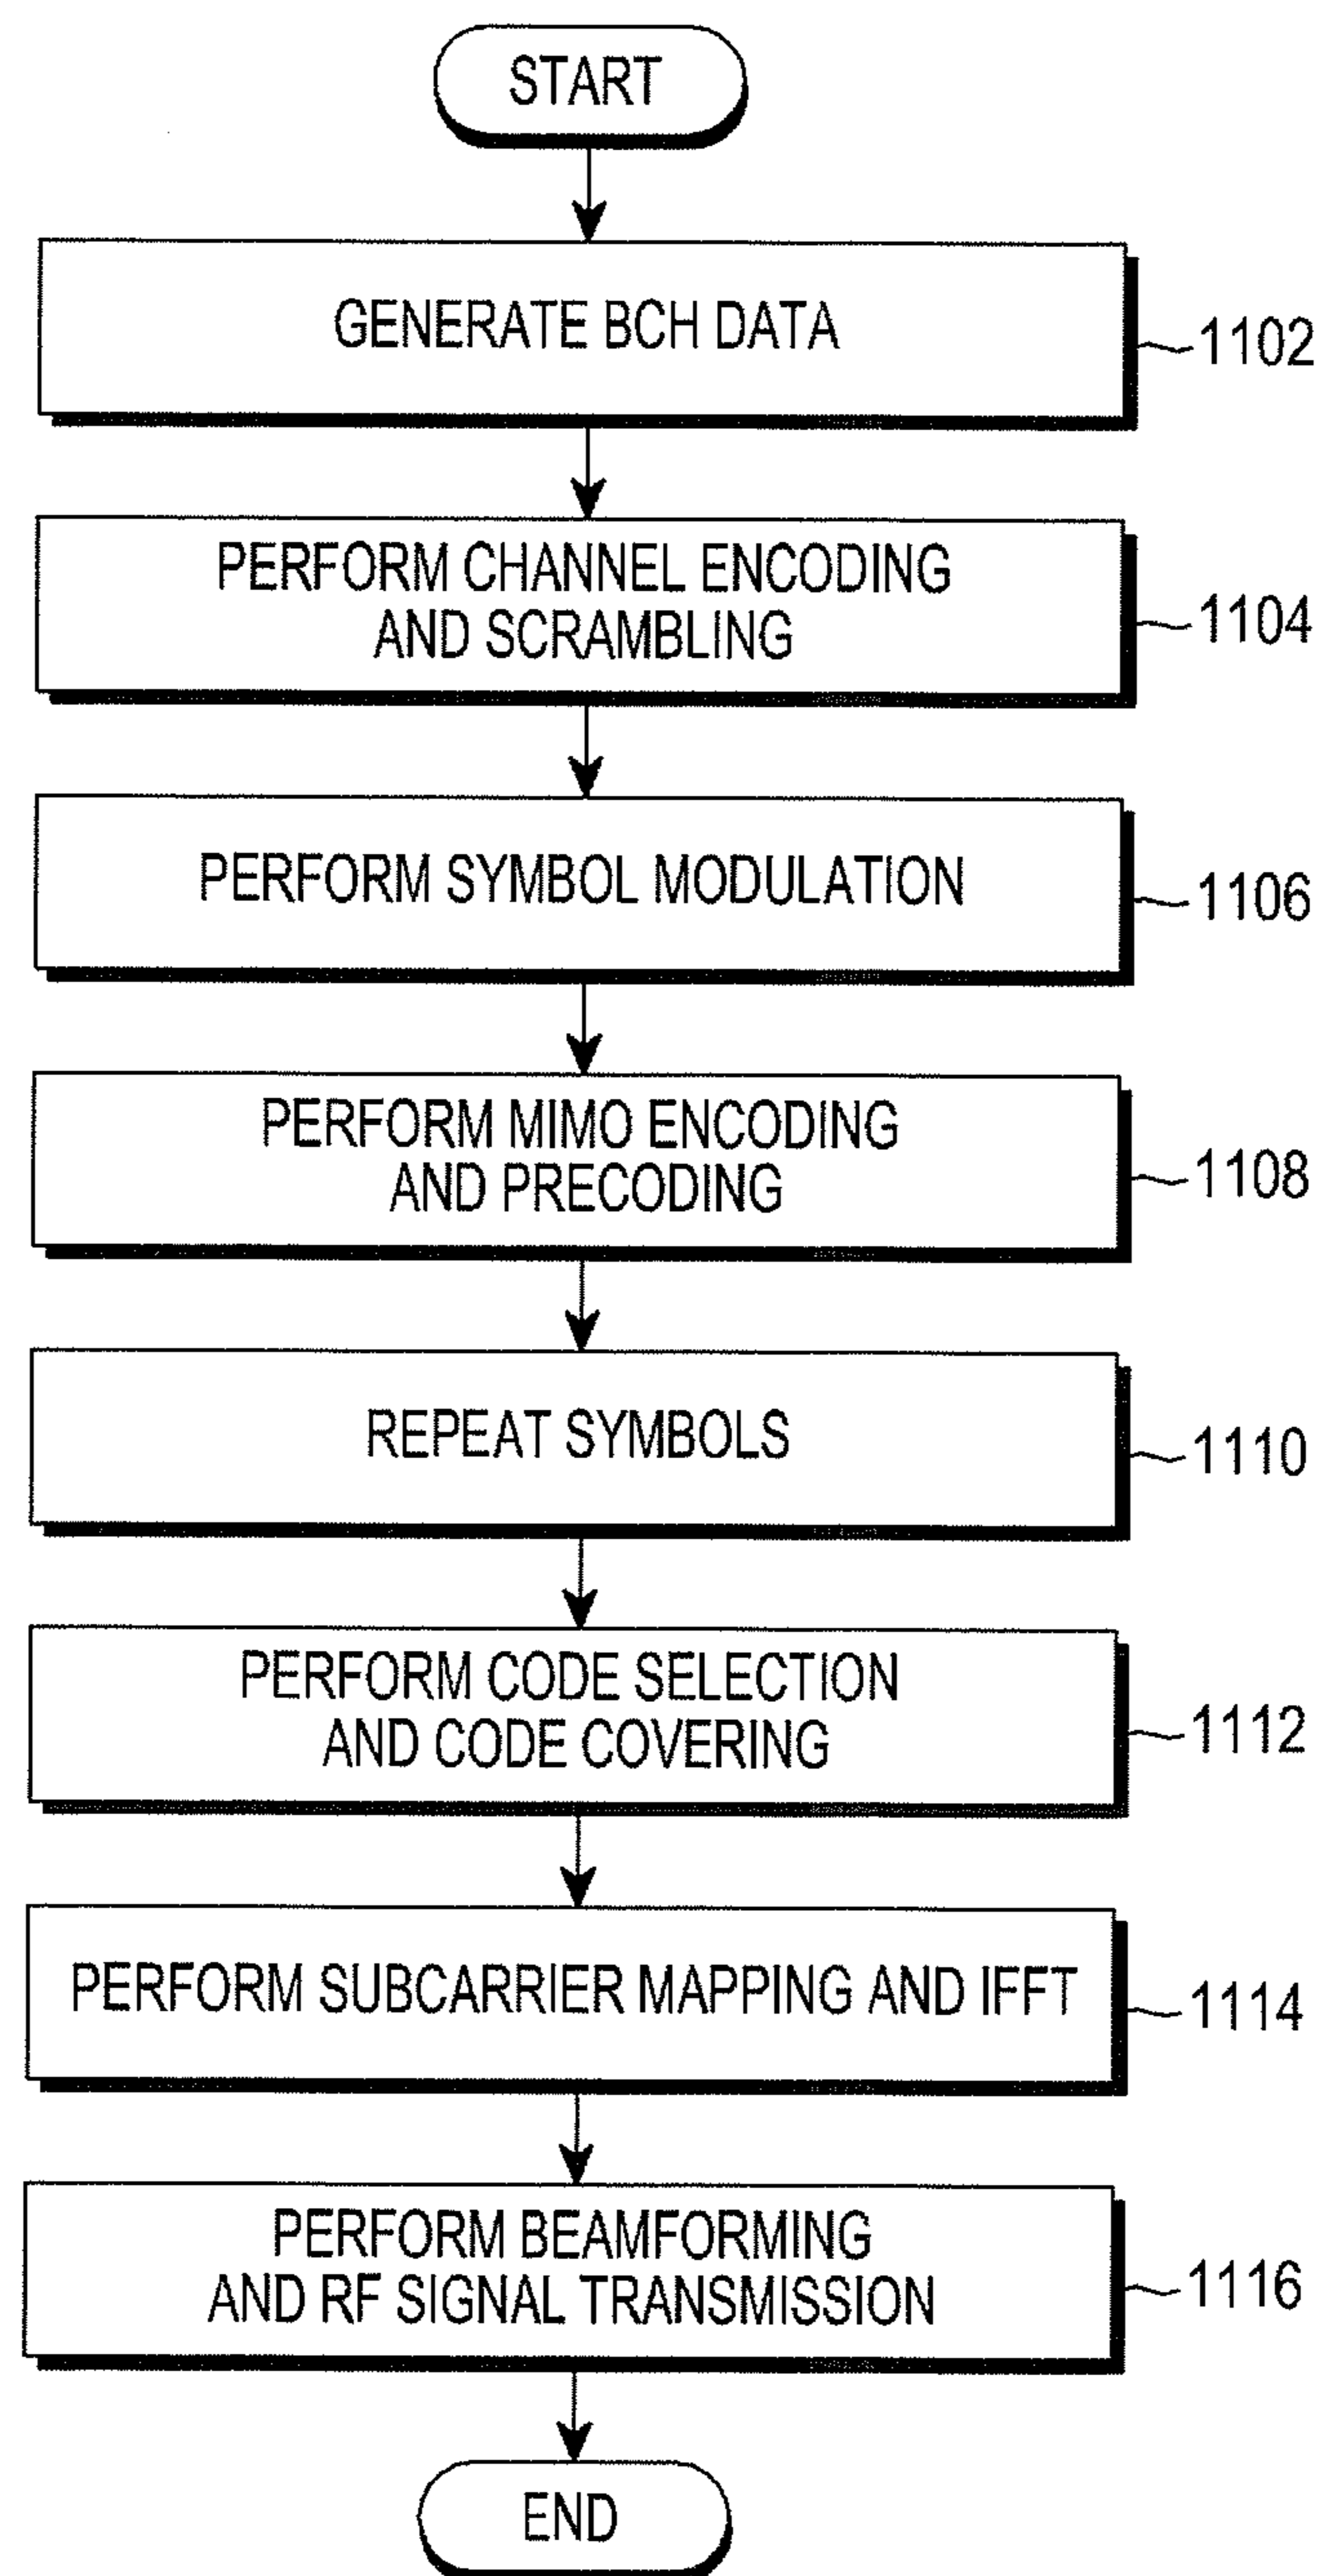 START
GENERATE BCH DATA
1102
PERFORM CHANNEL ENCODING
AND SCRAMBLING
1104
PERFORM SYMBOL MODULATION
1106
PERFORM MIMO ENCODING
AND PRECODING
1108
REPEAT SYMBOLS
1110
PERFORM CODE SELECTION
AND CODE COVERING
1112
PERFORM SUBCARRIER MAPPING AND IFFT
1114
PERFORM BEAMFORMING
AND RF SIGNAL TRANSMISSION
1116
END